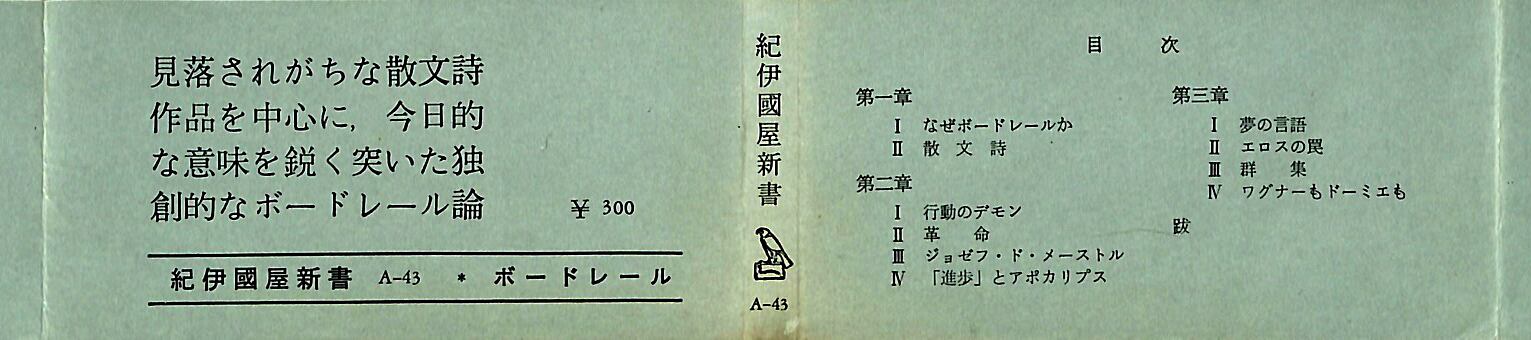 見落されがちな散文詩
作品を中心に，今日的
な意味を鋭く突いた独
創的なボードレール論
¥ 300
紀伊國屋新書 A-43 * ボードレール
紀伊國屋新書
A-43
目 次
第一章
Ⅰ なぜボードレールか
Ⅱ 散文詩
第二章
Ⅰ 行動のデモン
Ⅱ 革命
Ⅲ ジョゼフ・ド・メーストル
Ⅳ 「進歩」とアポカリプス
第三章
Ⅰ 夢の言語
Ⅱ エロスの罠
Ⅲ 群集
Ⅳ ワグナーもドーミエも
跋